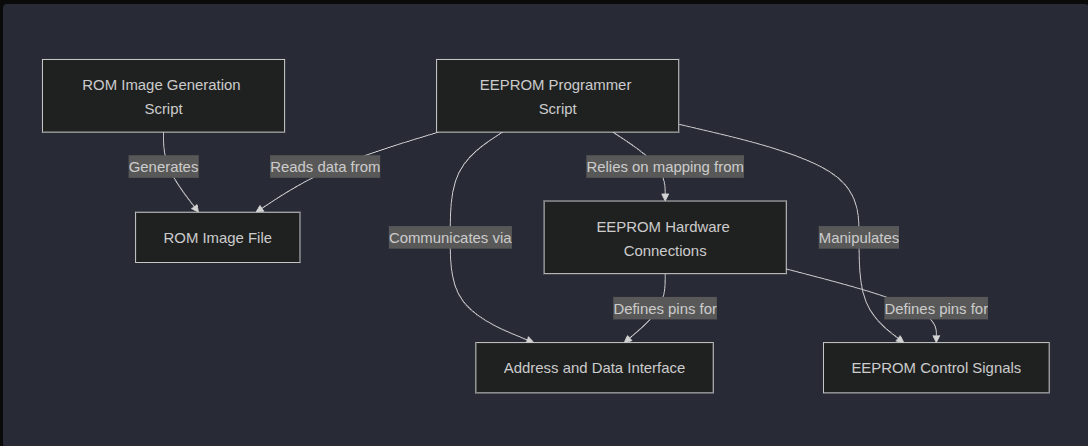 ROM Image Generation
Script
EEPROM Programmer
Script
Generates
Reads data from
Relies on mapping from
ROM Image File
Communicates via
EEPROM Hardware
Connections
Manipulates
Defines pins for
Defines pins for
Address and Data Interface
EEPROM Control Signals